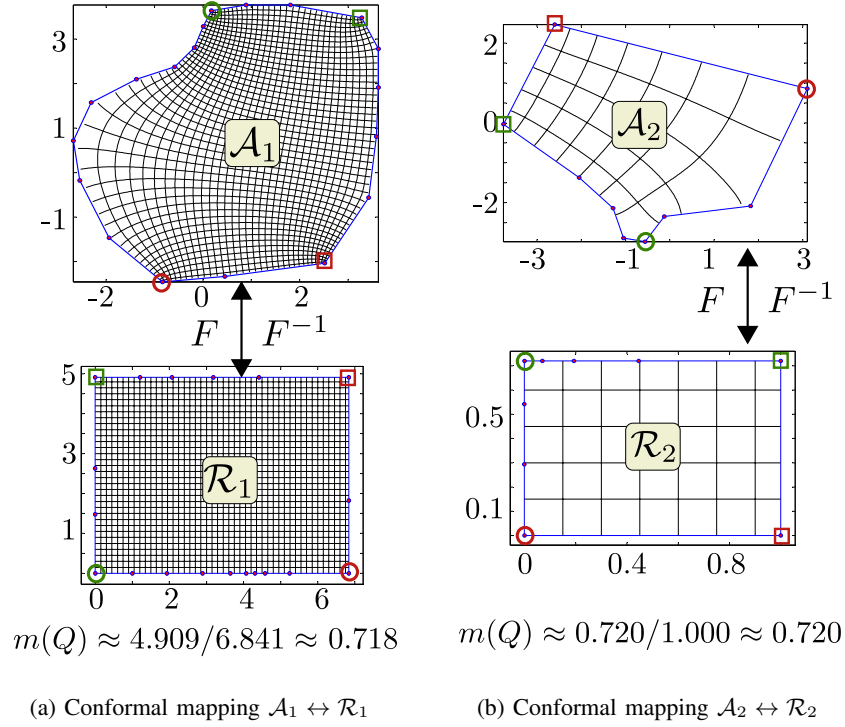 3
1
-1
𝒜₁
-2 0 2
F F⁻¹
5
3
1
ℛ₁
0 2 4 6
m(Q) ≈ 4.909/6.841 ≈ 0.718
(a) Conformal mapping 𝒜₁ ↔ ℛ₁
2
0
-2
𝒜₂
-3 -1 1 3
F F⁻¹
0.5
0.1
ℛ₂
0 0.4 0.8
m(Q) ≈ 0.720/1.000 ≈ 0.720
(b) Conformal mapping 𝒜₂ ↔ ℛ₂